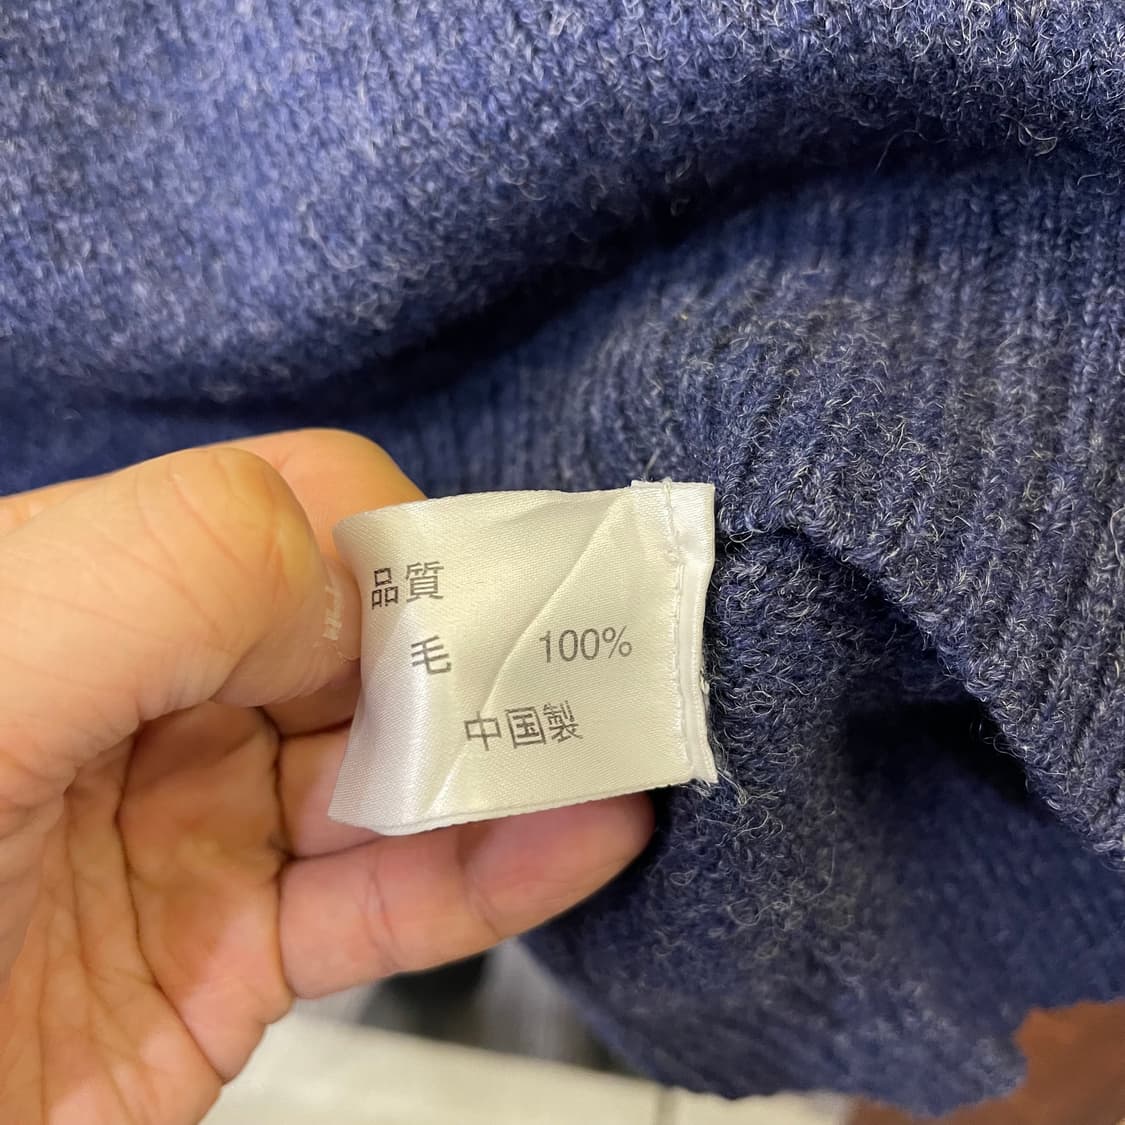 品質
毛 100%
中国製